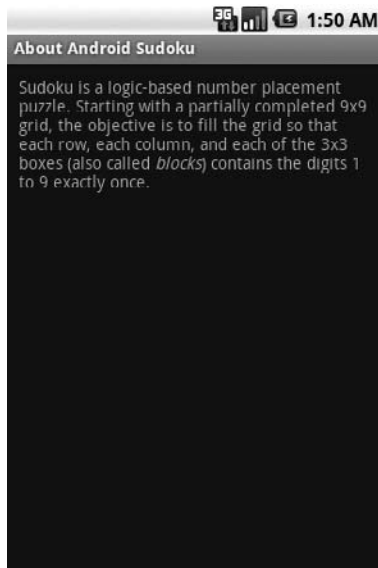 3G 1:50 AM
About Android Sudoku
Sudoku is a logic-based number placement
puzzle. Starting with a partially completed 9x9
grid, the objective is to fill the grid so that
each row, each column, and each of the 3x3
boxes (also called blocks) contains the digits 1
to 9 exactly once.